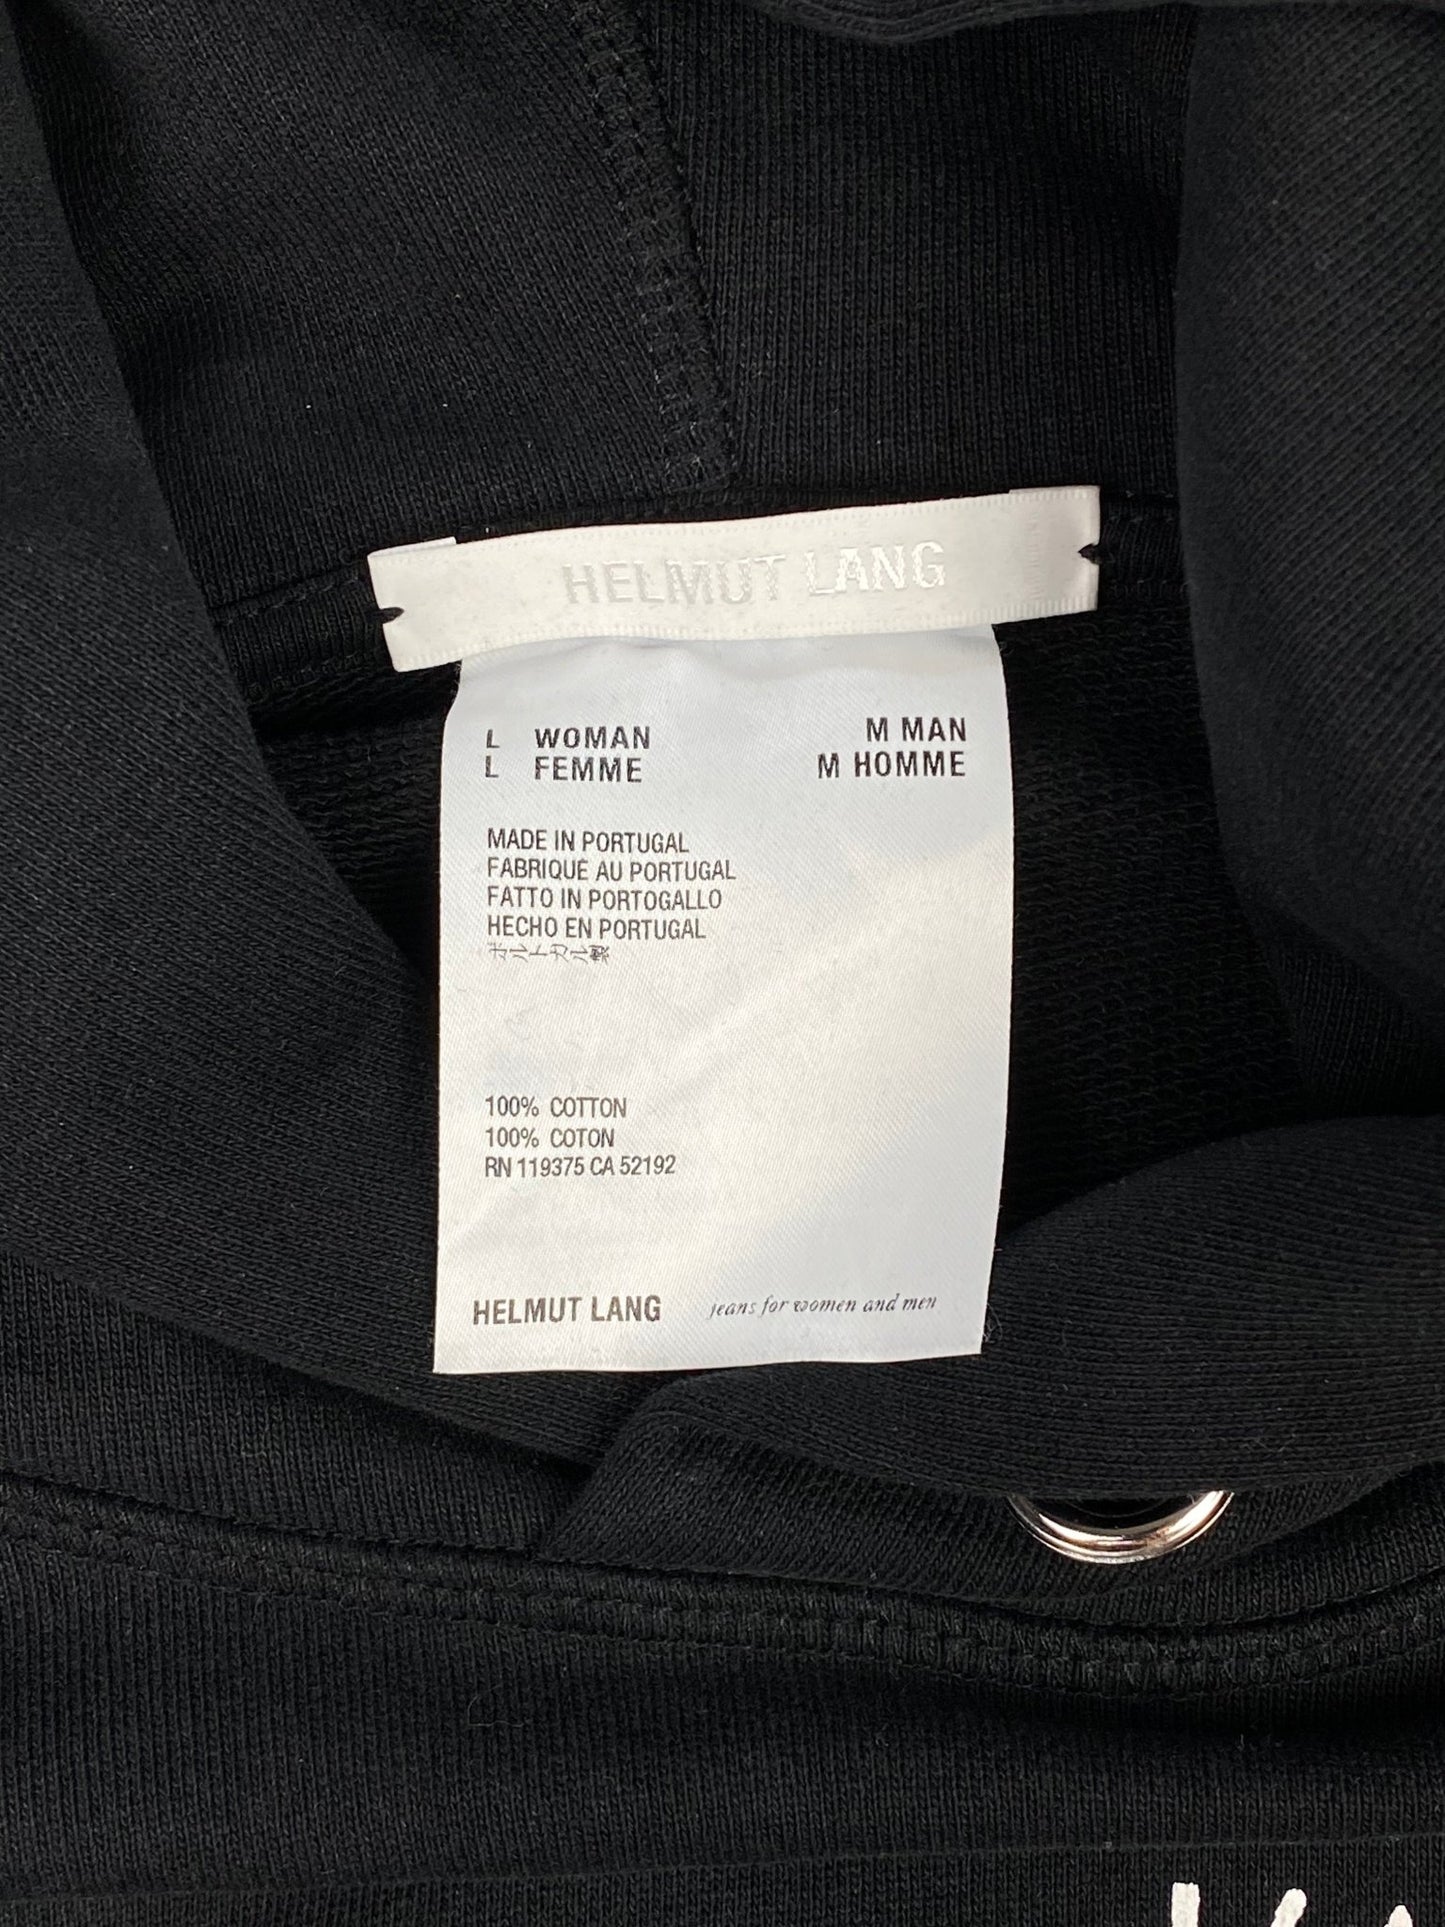 HELMUT LANG
L WOMAN M MAN
L FEMME M HOMME
MADE IN PORTUGAL
FABRIQUÉ AU PORTUGAL
FATTO IN PORTOGALLO
HECHO EN PORTUGAL
100% COTTON
100% COTON
RN 119375 CA 52192
HELMUT LANG jeans for women and men